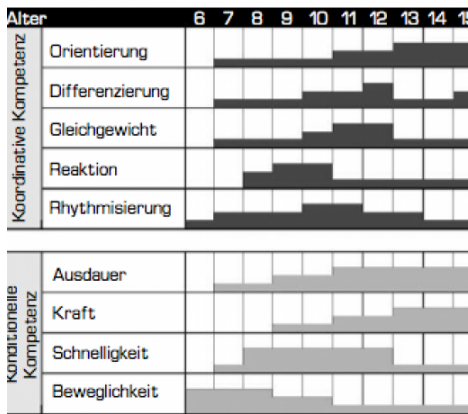 Alter 6 7 8 9 10 11 12 13 14 15
Koordinative Kompetenz
Orientierung
Differenzierung
Gleichgewicht
Reaktion
Rhythmisierung
Konditionelle
Kompetenz
Ausdauer
Kraft
Schnelligkeit
Beweglichkeit